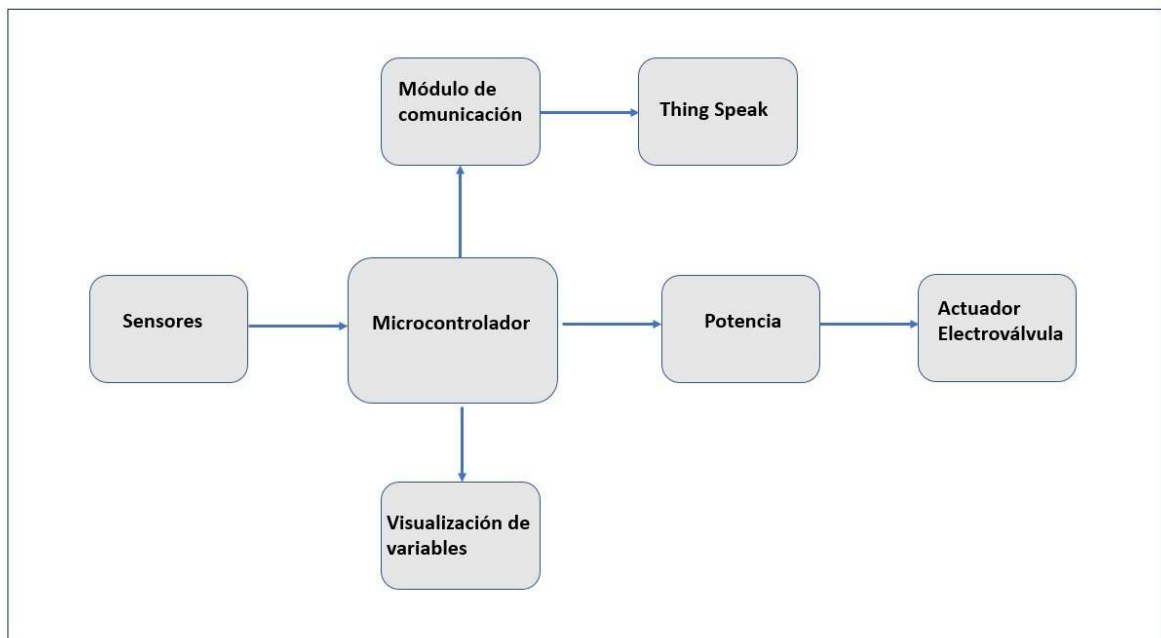 Módulo de
comunicación
Thing Speak
Sensores
Microcontrolador
Potencia
Actuador
Electroválvula
Visualización de
variables